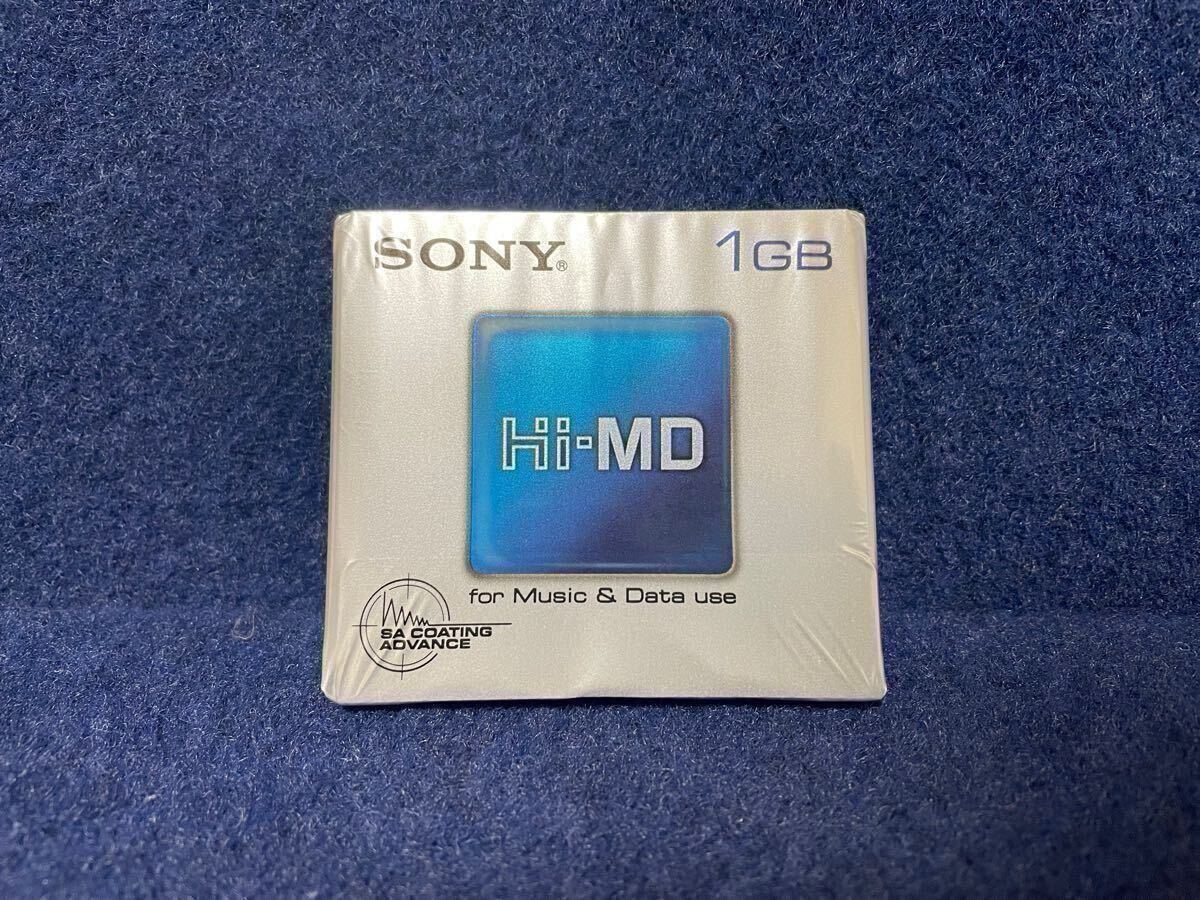 SONY®
1GB
Hi-MD
for Music & Data use
SA COATING
ADVANCE